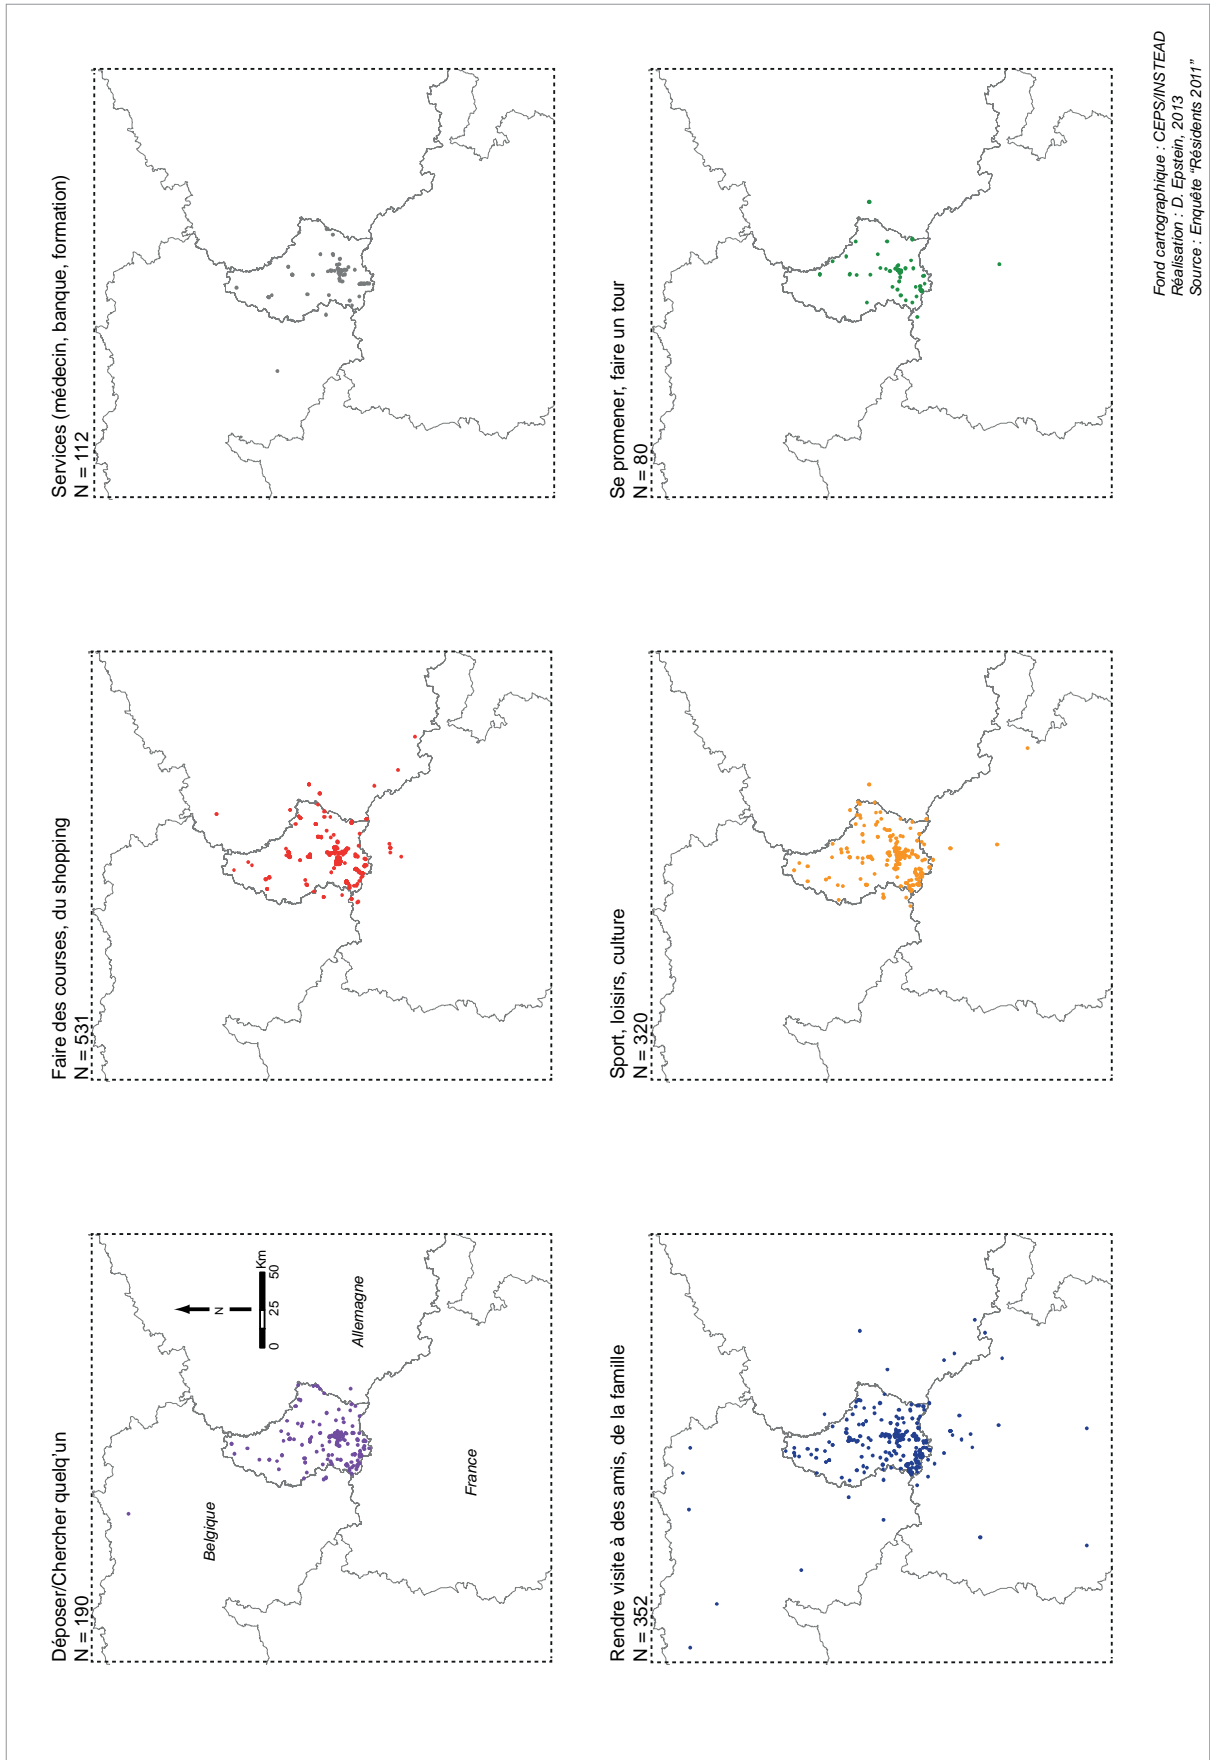 Déposer/Chercher quelq'un
N = 190
N
0 25 50 Km
Belgique
Allemagne
France
Faire des courses, du shopping
N = 531
Services (médecin, banque, formation)
N = 112
Rendre visite à des amis, de la famille
N = 352
Sport, loisirs, culture
N = 320
Se promener, faire un tour
N = 80
Fond cartographique : CEPS/INSTEAD
Réalisation : D. Epstein, 2013
Source : Enquête "Résidents 2011"